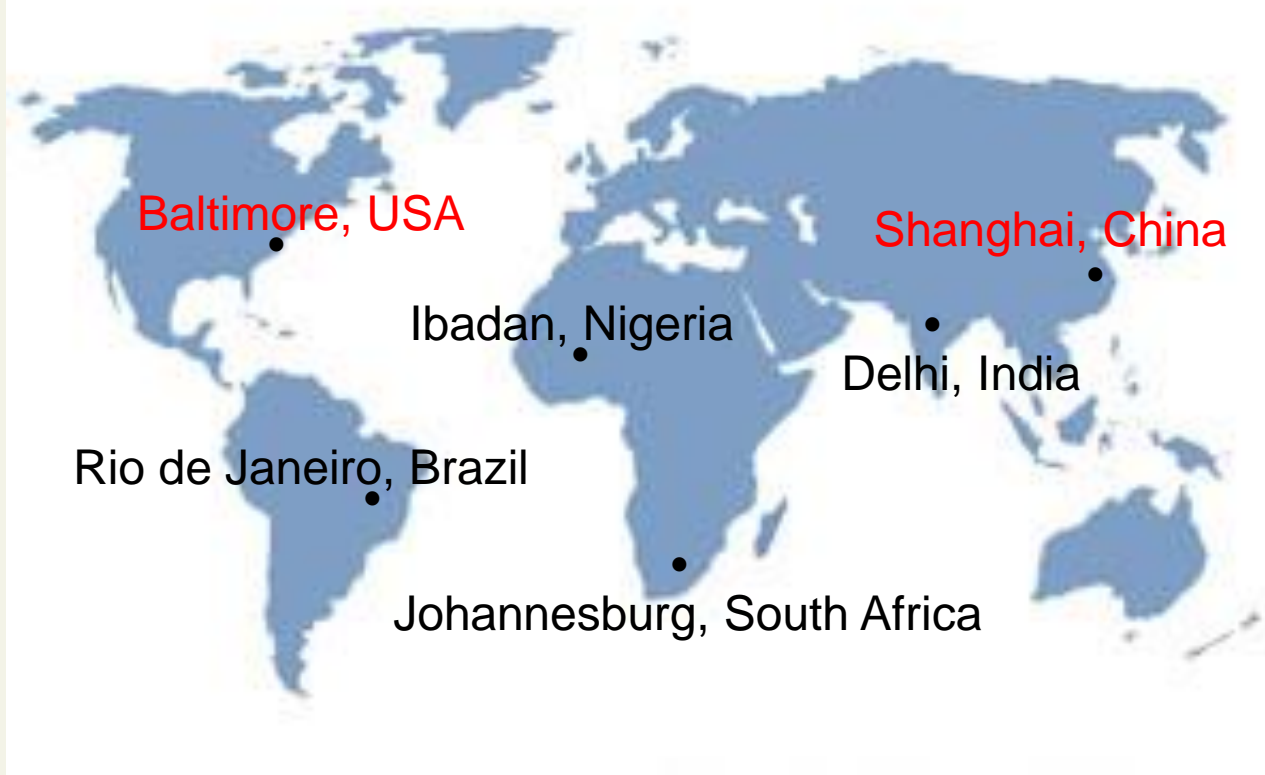 Baltimore, USA
Shanghai, China
Ibadan, Nigeria
Delhi, India
Rio de Janeiro, Brazil
Johannesburg, South Africa